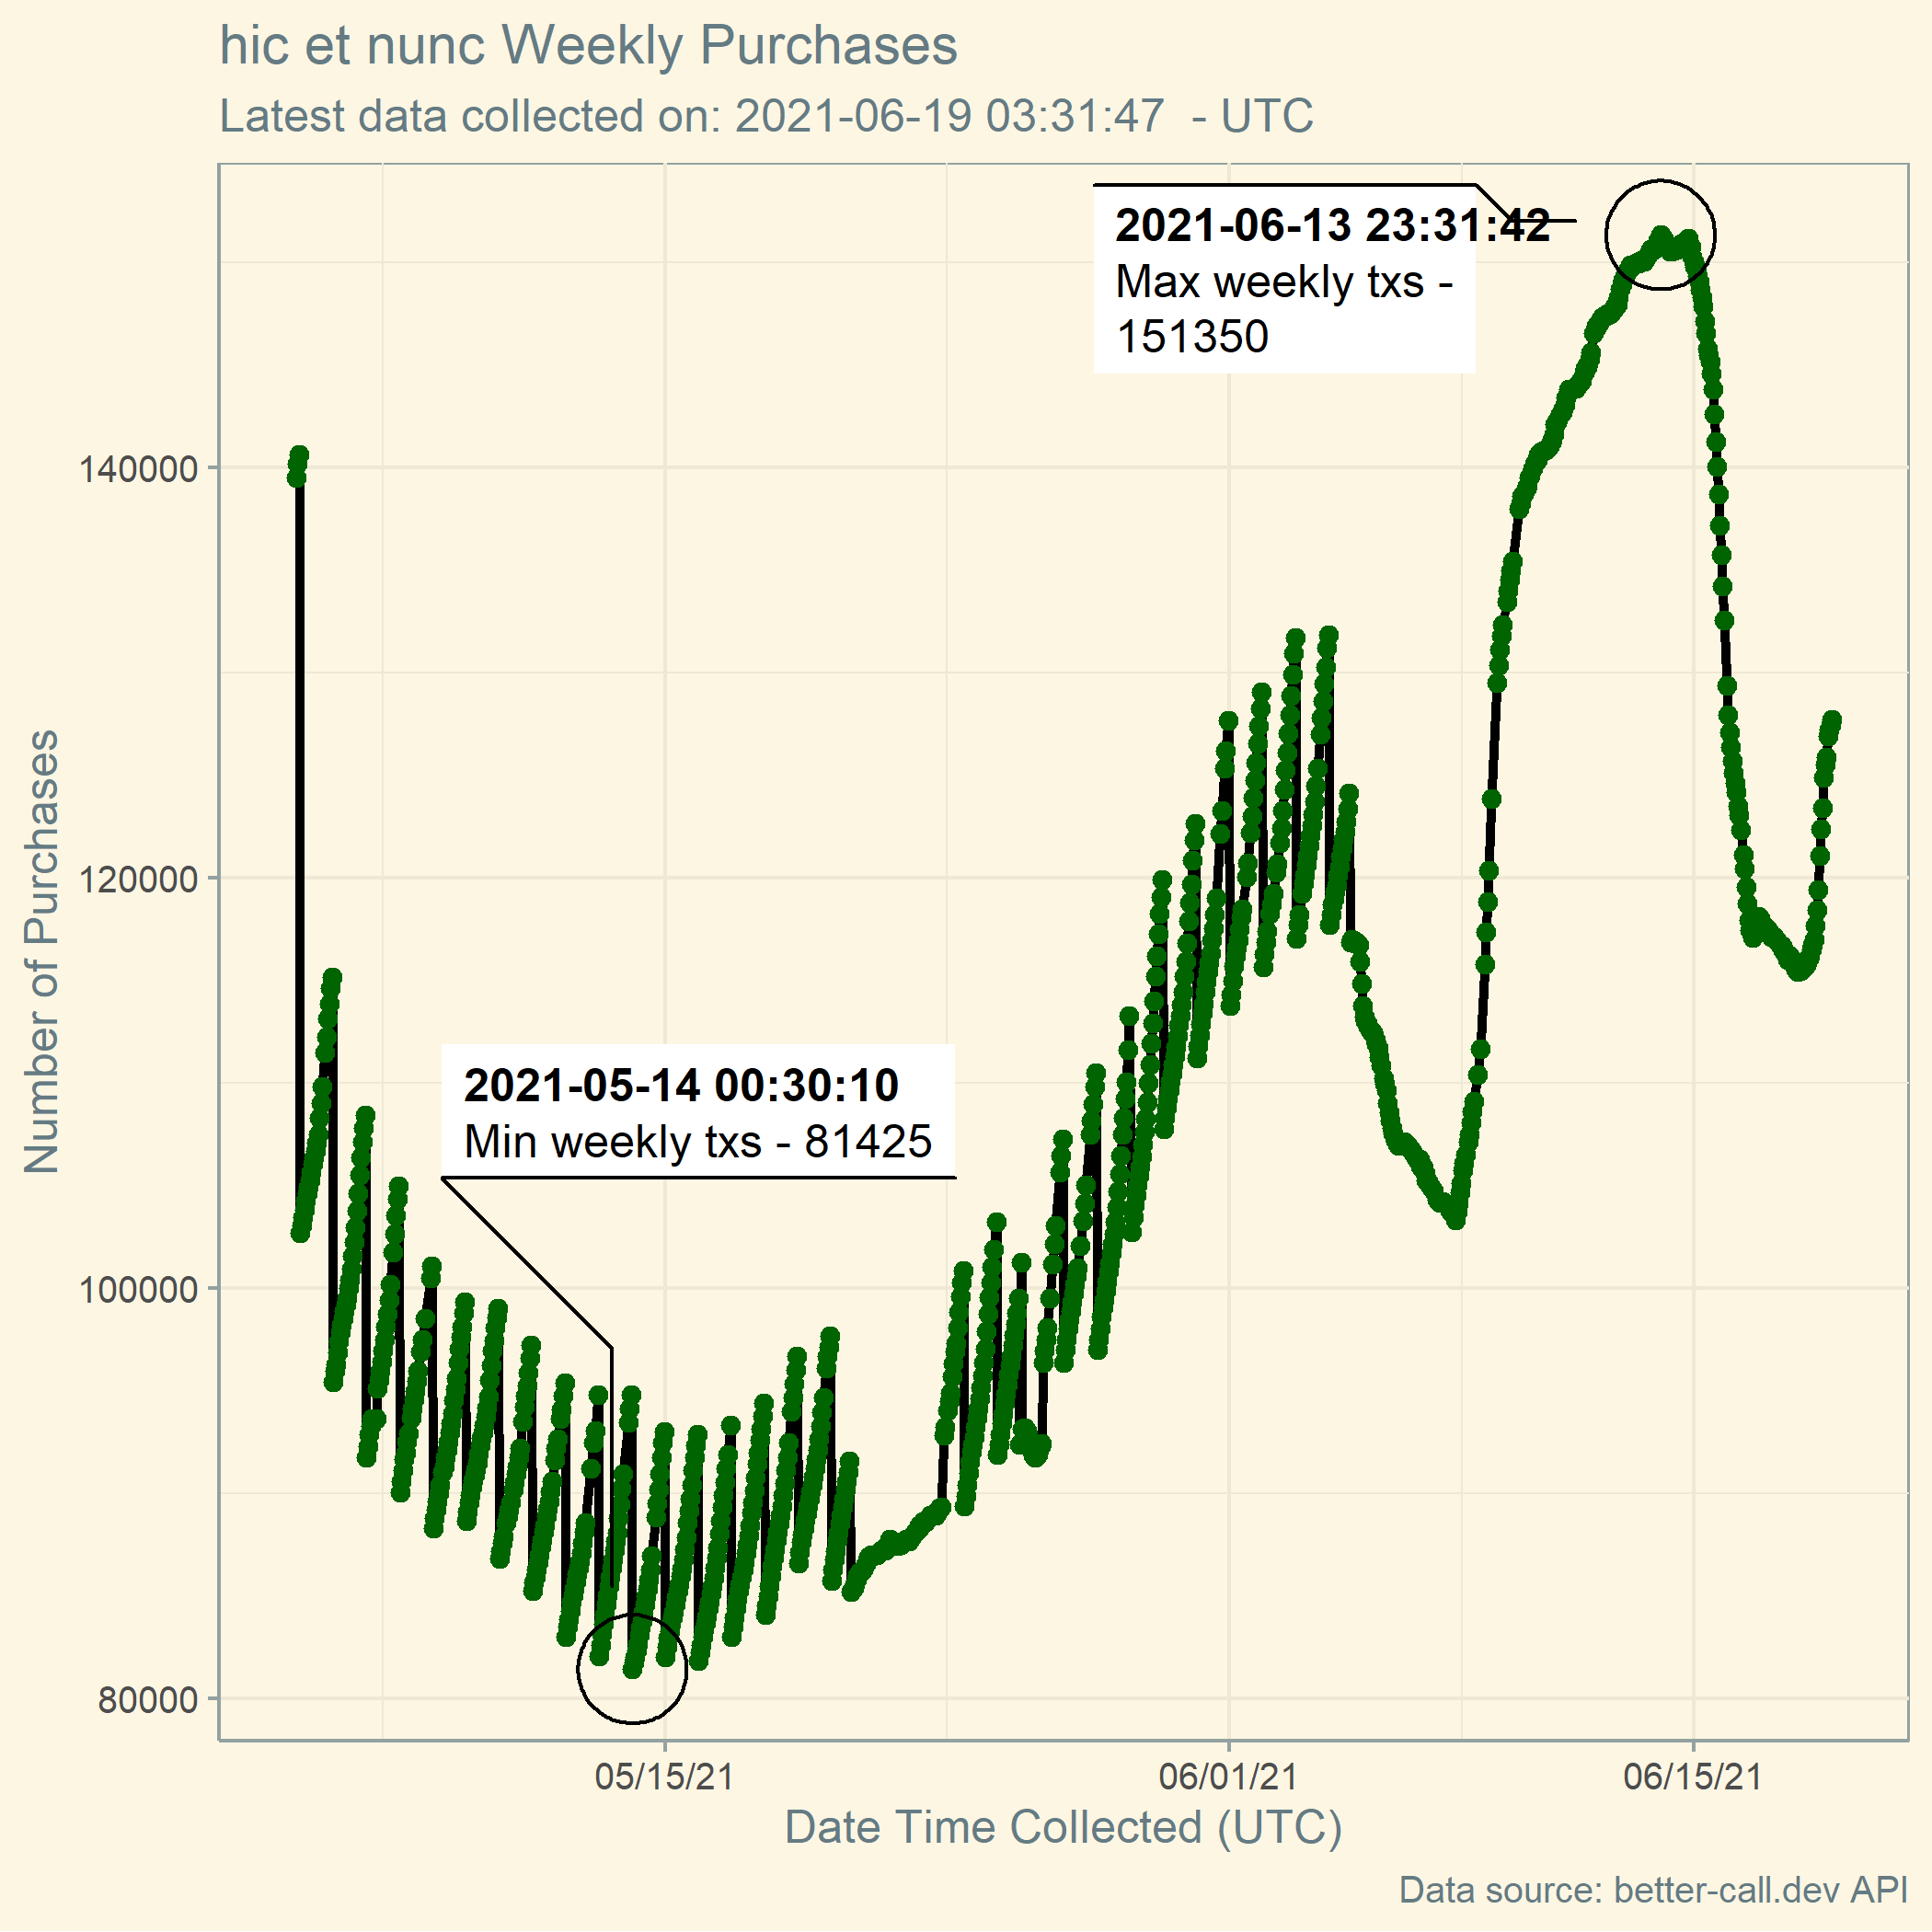 hic et nunc Weekly Purchases
Latest data collected on: 2021-06-19 03:31:47  - UTC
2021-06-13 23:31:42
Max weekly txs -
151350
140000
120000
100000
80000
Number of Purchases
2021-05-14 00:30:10
Min weekly txs - 81425
05/15/21
06/01/21
06/15/21
Date Time Collected (UTC)
Data source: better-call.dev API